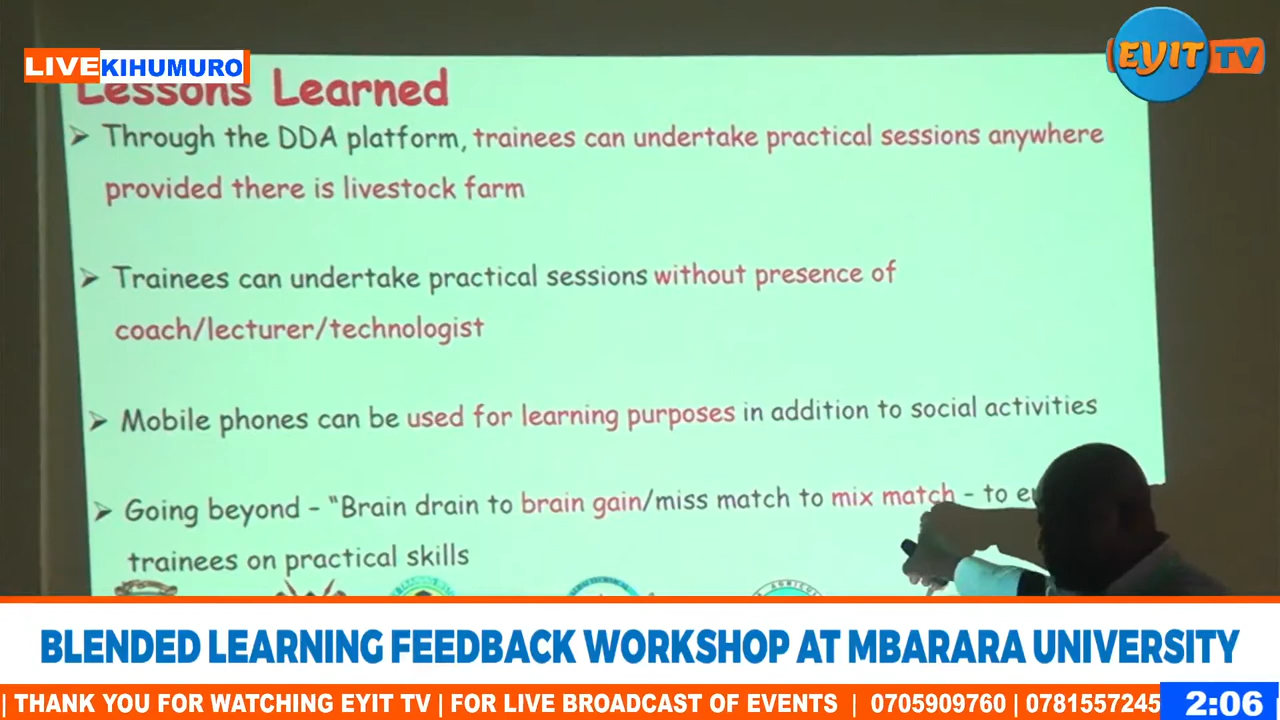 LIVE KIHUMURO
EYIT TV
Lessons Learned
➢ Through the DDA platform, trainees can undertake practical sessions anywhere
provided there is livestock farm
➢ Trainees can undertake practical sessions without presence of
coach/lecturer/technologist
➢ Mobile phones can be used for learning purposes in addition to social activities
➢ Going beyond - "Brain drain to brain gain/miss match to mix match - to
trainees on practical skills
BLENDED LEARNING FEEDBACK WORKSHOP AT MBARARA UNIVERSITY
| THANK YOU FOR WATCHING EYIT TV | FOR LIVE BROADCAST OF EVENTS | 0705909760 | 0781557245
2:06